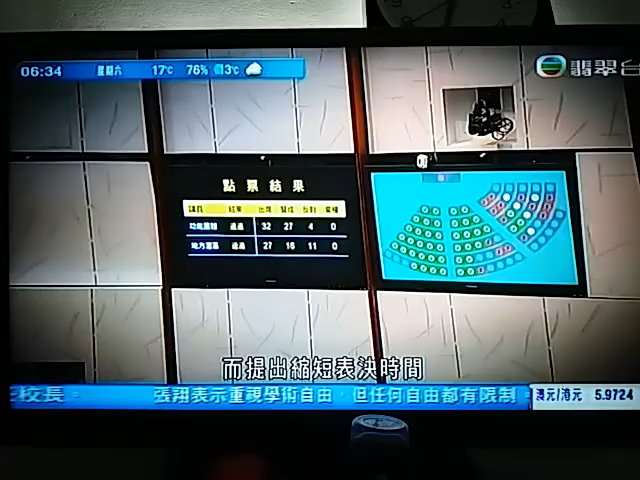 06:34 星期六 17℃ 76%
翡翠台
點票結果
議員 結果 出席 贊成 反對 棄權
功能團體 通過 32 27 4 0
地方選區 通過 27 16 11 0
而提出縮短表決時間
校長。 張翔表示重視學術自由，但任何自由都有限制。
澳元/港元 5.9724